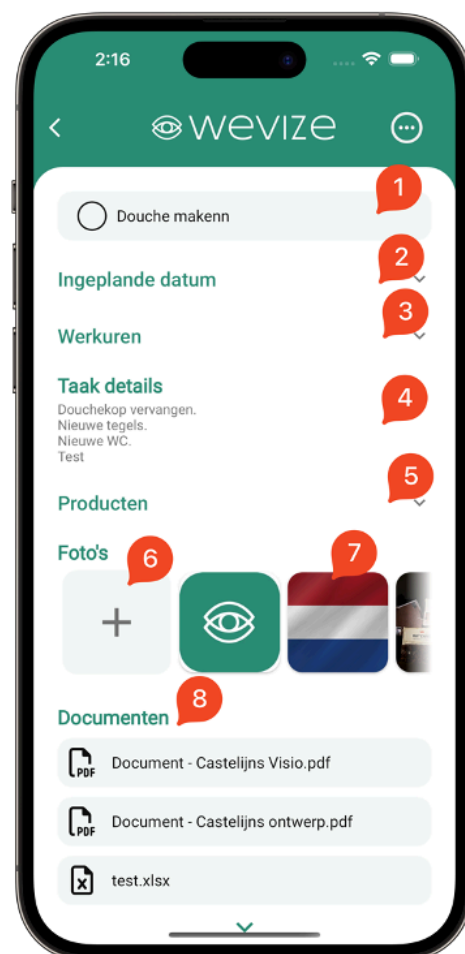 2:16
wevize
1
Douche makenn
2
Ingeplande datum
3
Werkuren
Taak details
4
Douchekop vervangen.
Nieuwe tegels.
Nieuwe WC.
Test
5
Producten
Foto's
6
7
8
Documenten
PDF Document - Castelijns Visio.pdf
PDF Document - Castelijns ontwerp.pdf
X test.xlsx